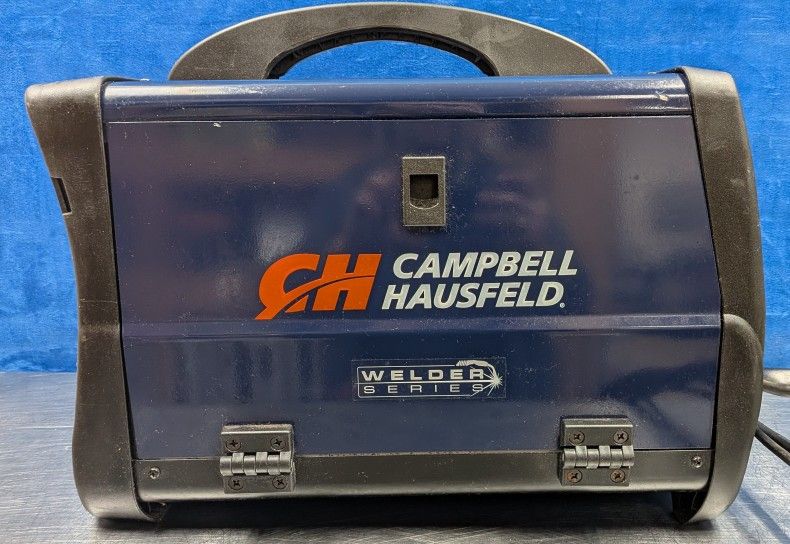 CH CAMPBELL
HAUSFELD.
WELDER
SERIES